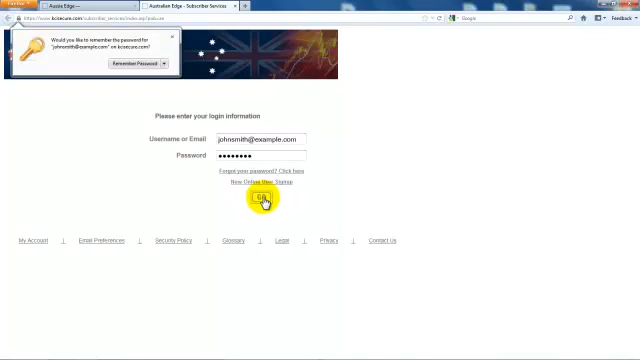 Firefox
Aussie Edge —
Australian Edge - Subscriber Services
Google
Feedback
Would you like to remember the password for
"johnsmith@example.com" on kcisecure.com?
Remember Password
Please enter your login information
Username or Email
johnsmith@example.com
Password
••••••••
Forgot your password? Click here
New Online User Signup
GO
My Account | Email Preferences | Security Policy | Glossary | Legal | Privacy | Contact Us